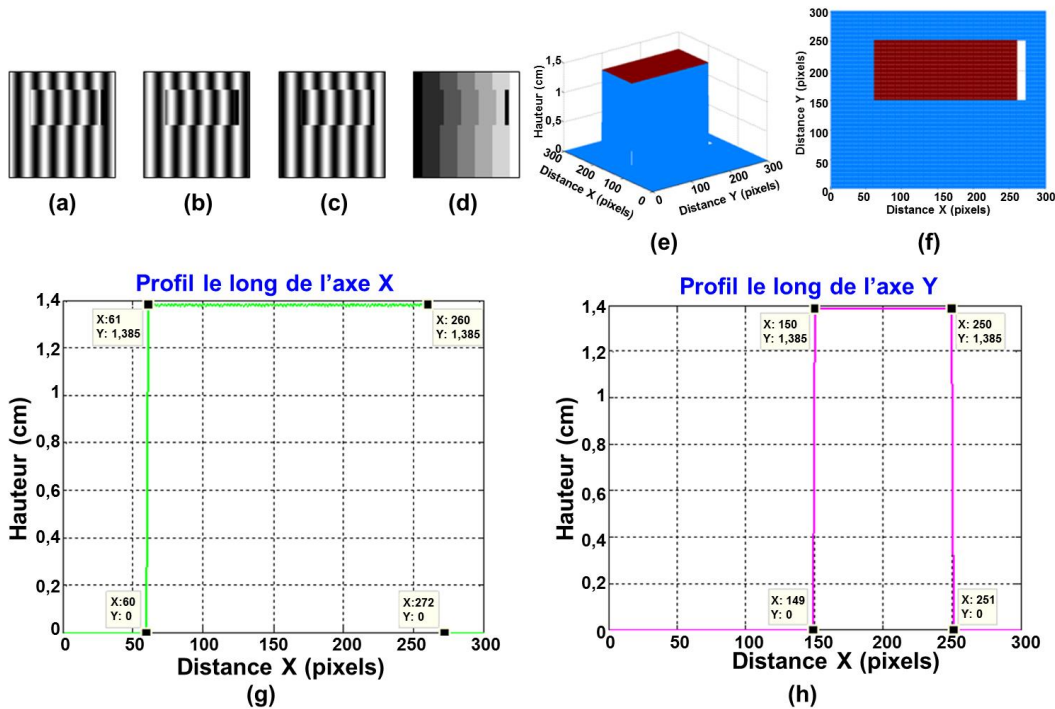 (a)
(b)
(c)
(d)
Hauteur (cm)
1,5
1
0,5
0
300
200
100
0
Distance X (pixels)
0
100
200
300
Distance Y (pixels)
(e)
Distance Y (pixels)
300
250
200
150
100
50
0
0 100 150 200 250 300
Distance X (pixels)
(f)
Profil le long de l’axe X
Hauteur (cm)
1,4
1,2
1
0,8
0,6
0,4
0,2
0
X:61
Y: 1,385
X: 260
Y: 1,385
X:60
Y: 0
X:272
Y: 0
50 100 150 200 250 300
Distance X (pixels)
(g)
Profil le long de l’axe Y
Hauteur (cm)
1,4
1,2
1
0,8
0,6
0,4
0,2
0
X: 150
Y: 1,385
X: 250
Y: 1,385
X: 149
Y: 0
X: 251
Y: 0
0 50 100 150 200 250 300
Distance X (pixels)
(h)